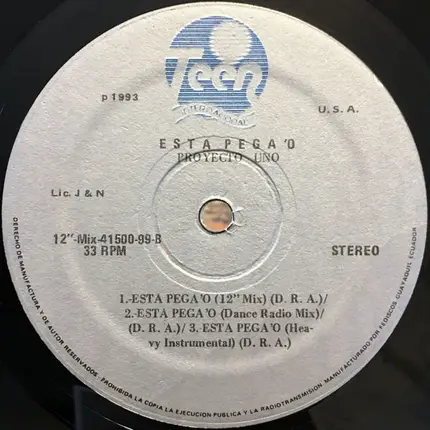 Teen
INTERNACIONAL
p 1993
U. S. A.
ESTA PEGA'O
PROYECTO UNO
Lic. J & N
12"-Mix-41500-99-B
33 RPM
STEREO
1.-ESTA PEGA'O (12" Mix) (D. R. A.)/
2.-ESTA PEGA'O (Dance Radio Mix)/
(D. R. A.)/ 3.-ESTA PEGA'O (Hea-
vy Instrumental) (D. R. A.)
DERECHO DE MANUFACTURA Y DE AUTOR RESERVADOS - PROHIBIDA LA COPIA LA EJECUCION PUBLICA Y LA RADIOTRANSMISION. MANUFACTURADO POR FEDISCOS GUAYAQUIL ECUADOR